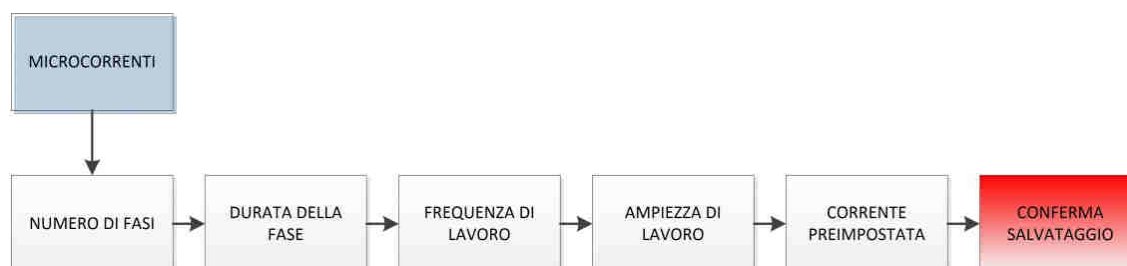 MICROCORRENTI
NUMERO DI FASI
DURATA DELLA
FASE
FREQUENZA DI
LAVORO
AMPIEZZA DI
LAVORO
CORRENTE
PREIMPOSTATA
CONFERMA
SALVATAGGIO